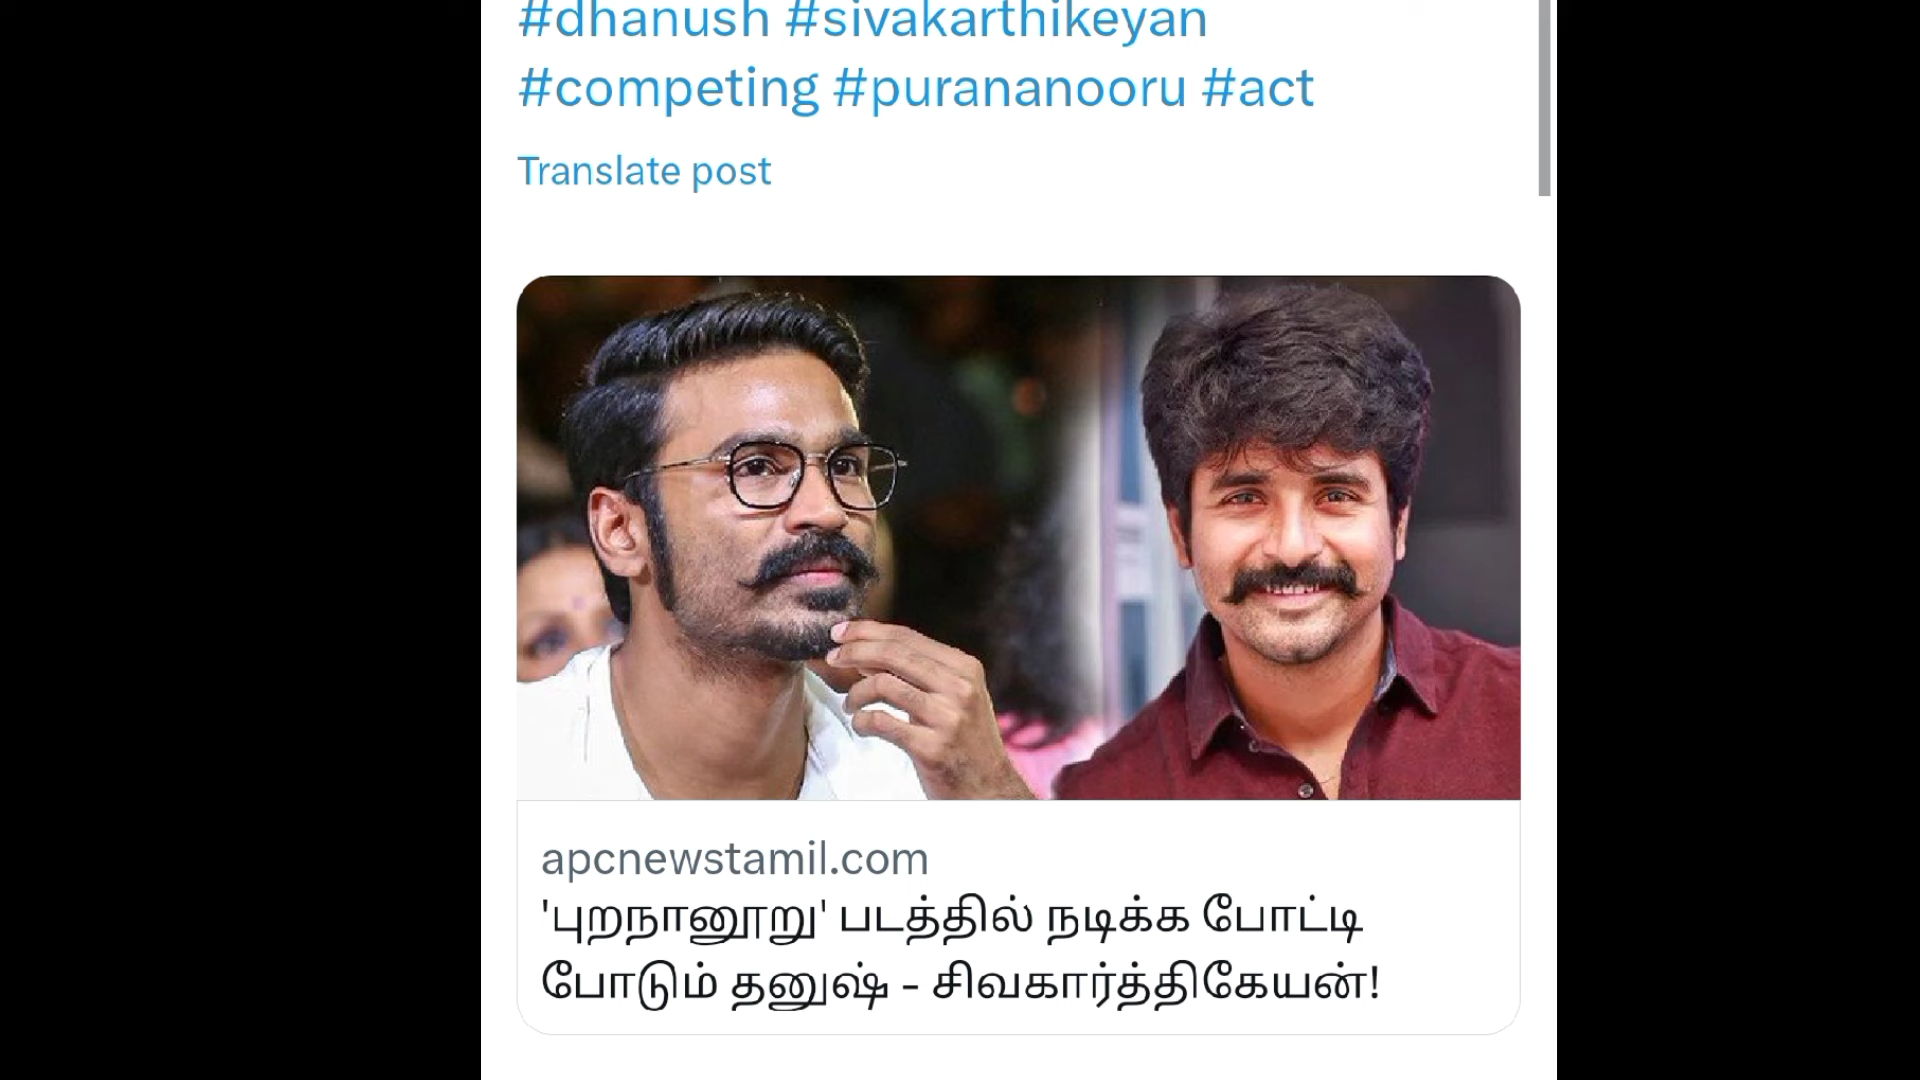 #dhanush #sivakarthikeyan
#competing #purananooru #act
Translate post
apcnewstamil.com
'புறநானூறு' படத்தில் நடிக்க போட்டி
போடும் தனுஷ் - சிவகார்த்திகேயன்!